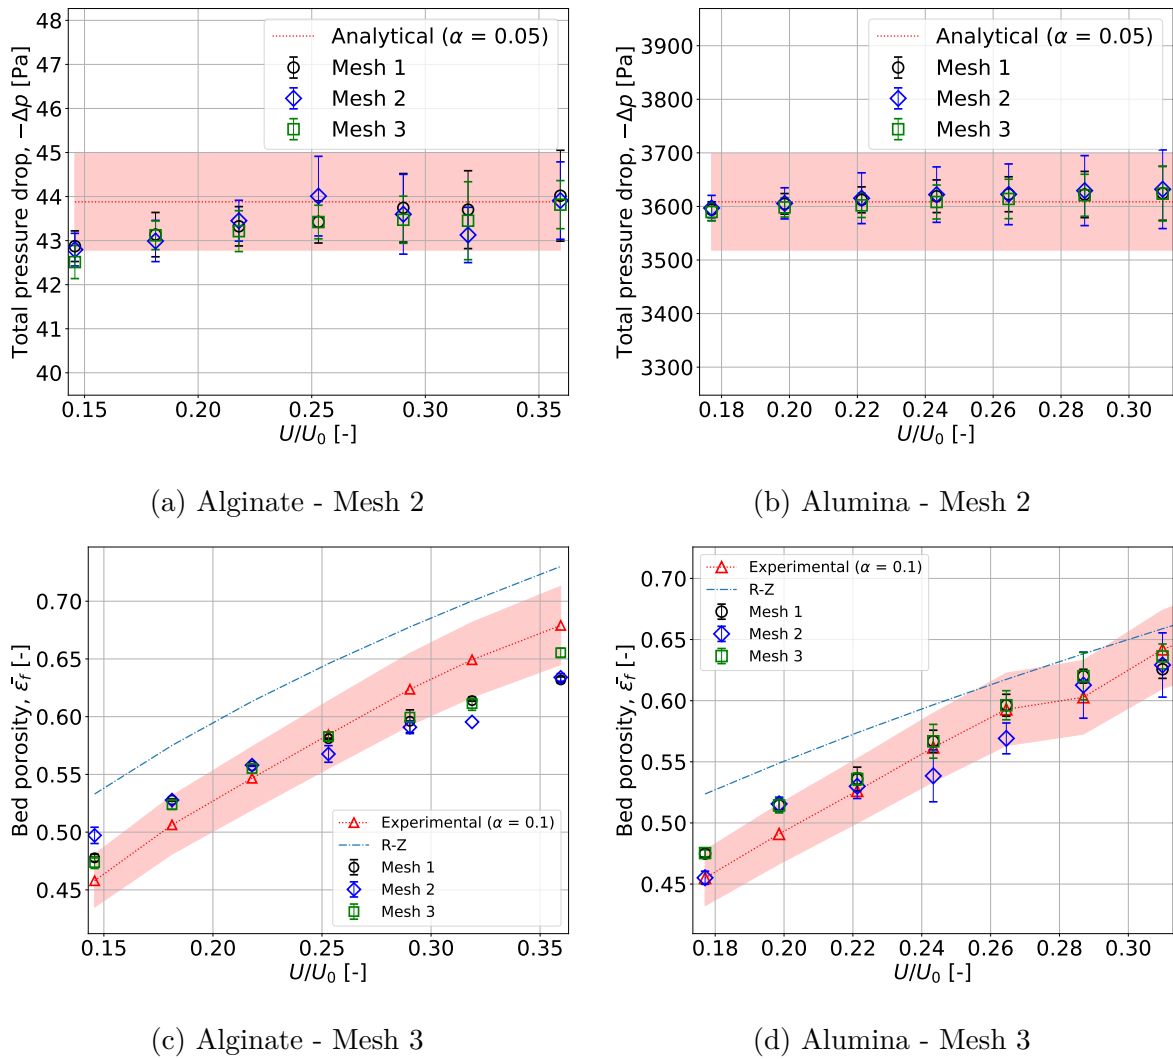 Total pressure drop, −Δp [Pa]
48
47
46
45
44
43
42
41
40
Analytical (α = 0.05)
Mesh 1
Mesh 2
Mesh 3
0.15 0.20 0.25 0.30 0.35
U/U0 [-]
(a) Alginate - Mesh 2
Total pressure drop, −Δp [Pa]
3900
3800
3700
3600
3500
3400
3300
Analytical (α = 0.05)
Mesh 1
Mesh 2
Mesh 3
0.18 0.20 0.22 0.24 0.26 0.28 0.30
U/U0 [-]
(b) Alumina - Mesh 2
Bed porosity, ε̄f [-]
0.70
0.65
0.60
0.55
0.50
0.45
Experimental (α = 0.1)
R-Z
Mesh 1
Mesh 2
Mesh 3
0.15 0.20 0.25 0.30 0.35
U/U0 [-]
(c) Alginate - Mesh 3
Bed porosity, ε̄f [-]
0.70
0.65
0.60
0.55
0.50
0.45
Experimental (α = 0.1)
R-Z
Mesh 1
Mesh 2
Mesh 3
0.18 0.20 0.22 0.24 0.26 0.28 0.30
U/U0 [-]
(d) Alumina - Mesh 3